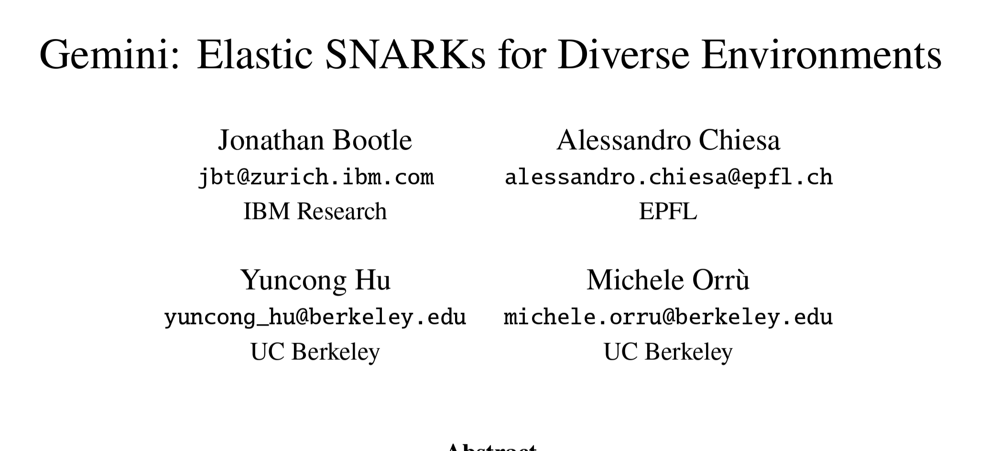 Gemini: Elastic SNARKs for Diverse Environments
Jonathan Bootle
jbt@zurich.ibm.com
IBM Research
Alessandro Chiesa
alessandro.chiesa@epfl.ch
EPFL
Yuncong Hu
yuncong_hu@berkeley.edu
UC Berkeley
Michele Orrù
michele.orru@berkeley.edu
UC Berkeley
Abstract